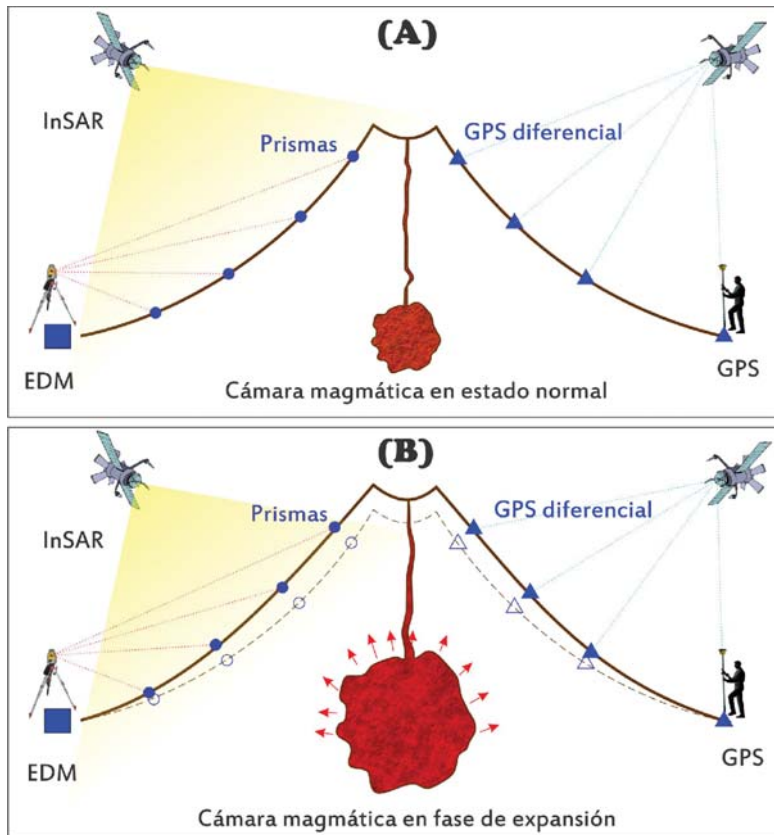 (A)
InSAR
Prismas
GPS diferencial
EDM
GPS
Cámara magmática en estado normal
(B)
InSAR
Prismas
GPS diferencial
EDM
GPS
Cámara magmática en fase de expansión